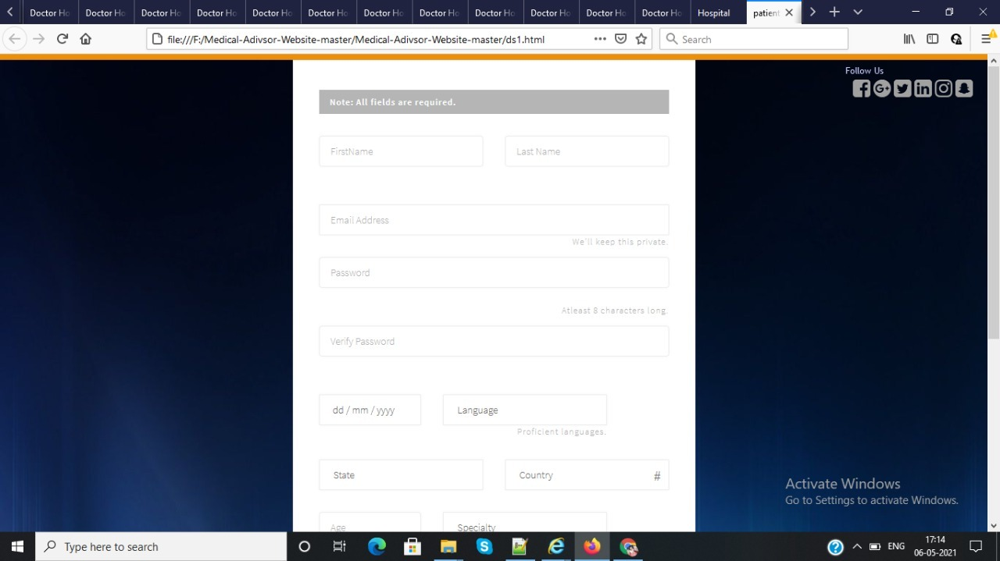 Doctor Ho Doctor Ho Doctor Ho Doctor Ho Doctor Ho Doctor Ho Doctor Ho Doctor Ho Doctor Ho Doctor Ho Doctor Ho Doctor Ho Hospital patient
file:///F:/Medical-Adivsor-Website-master/Medical-Adivsor-Website-master/ds1.html Search
Follow Us
Note: All fields are required.
FirstName Last Name
Email Address
We'll keep this private.
Password
Atleast 8 characters long.
Verify Password
dd / mm / yyyy Language
Proficient languages.
State Country #
Age Specialty
Activate Windows
Go to Settings to activate Windows.
Type here to search ENG 17:14
06-05-2021